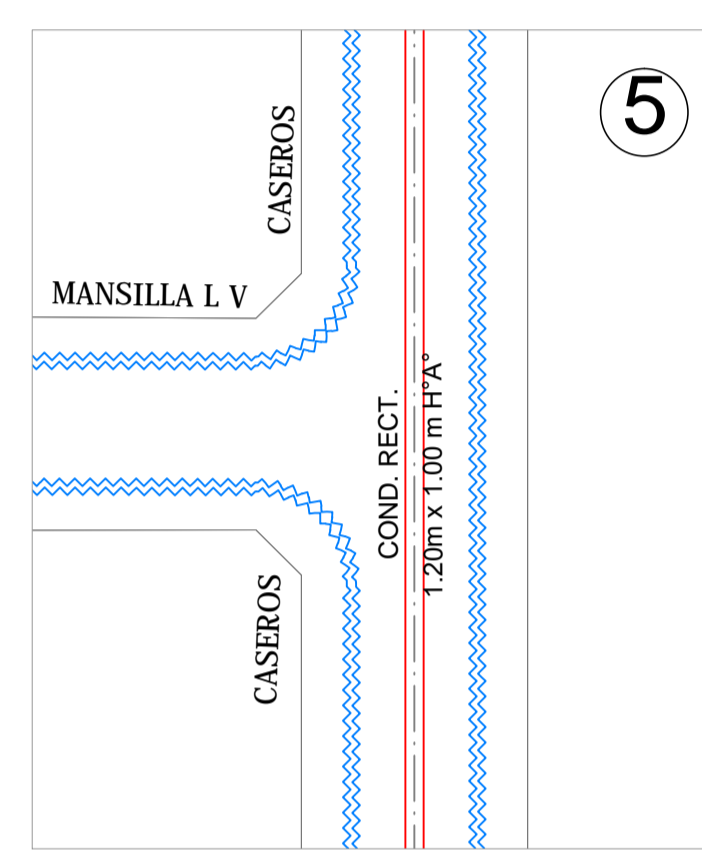 5
CASEROS
MANSILLA L V
COND. RECT.
1.20m x 1.00 m H°A°
CASEROS